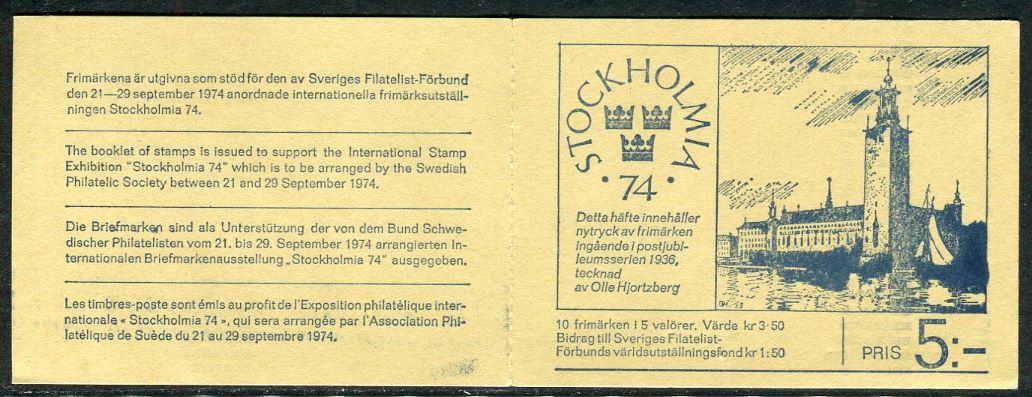 Frimärkena är utgivna som stöd för den av Sveriges Filatelist-Förbund
den 21—29 september 1974 anordnade internationella frimärksutställ-
ningen Stockholmia 74.
The booklet of stamps is issued to support the International Stamp
Exhibition "Stockholmia 74" which is to be arranged by the Swedish
Philatelic Society between 21 and 29 September 1974.
Die Briefmarken sind als Unterstützung der von dem Bund Schwe-
discher Philatelisten vom 21. bis 29. September 1974 arrangierten In-
ternationalen Briefmarkenausstellung „Stockholmia 74" ausgegeben.
Les timbres-poste sont émis au profit de l'Exposition philatélique inter-
nationale « Stockholmia 74 », qui sera arrangée par l'Association Phi-
latélique de Suède du 21 au 29 septembre 1974.
STOCKHOLMIA
· 74 ·
Detta häfte innehåller
nytryck av frimärken
ingående i postjubi-
leumsserien 1936,
tecknad
av Olle Hjortzberg
10 frimärken i 5 valörer. Värde kr 3·50
Bidrag till Sveriges Filatelist-
Förbunds världsutställningsfond kr 1:50
PRIS 5:-